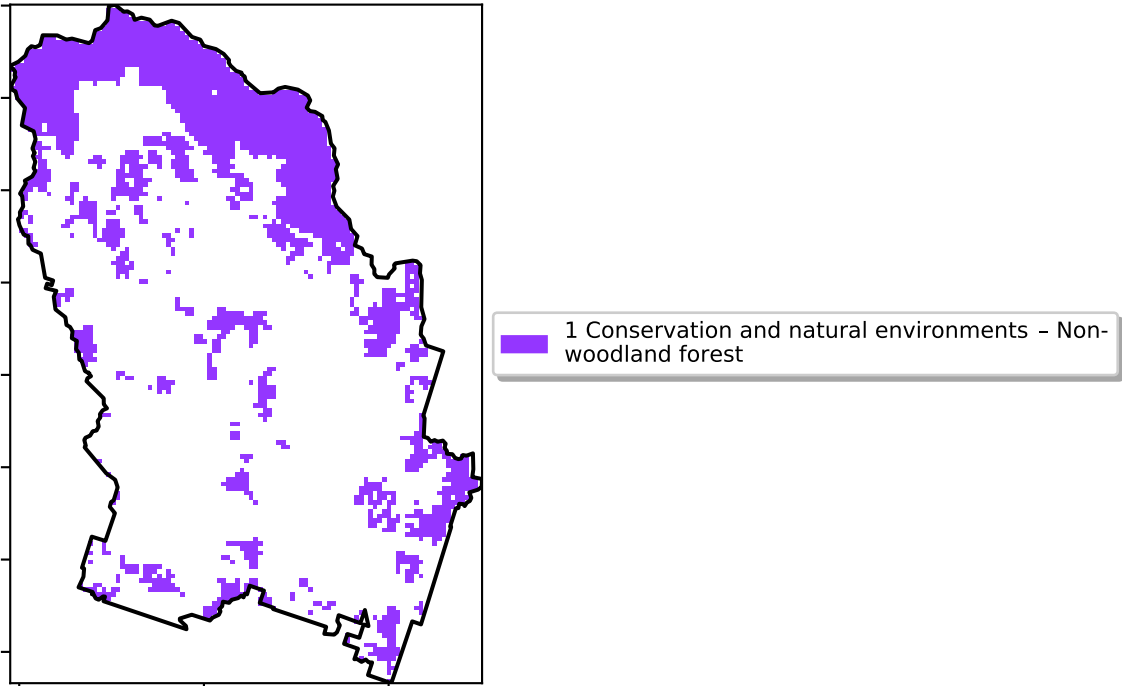 1 Conservation and natural environments – Non-
woodland forest